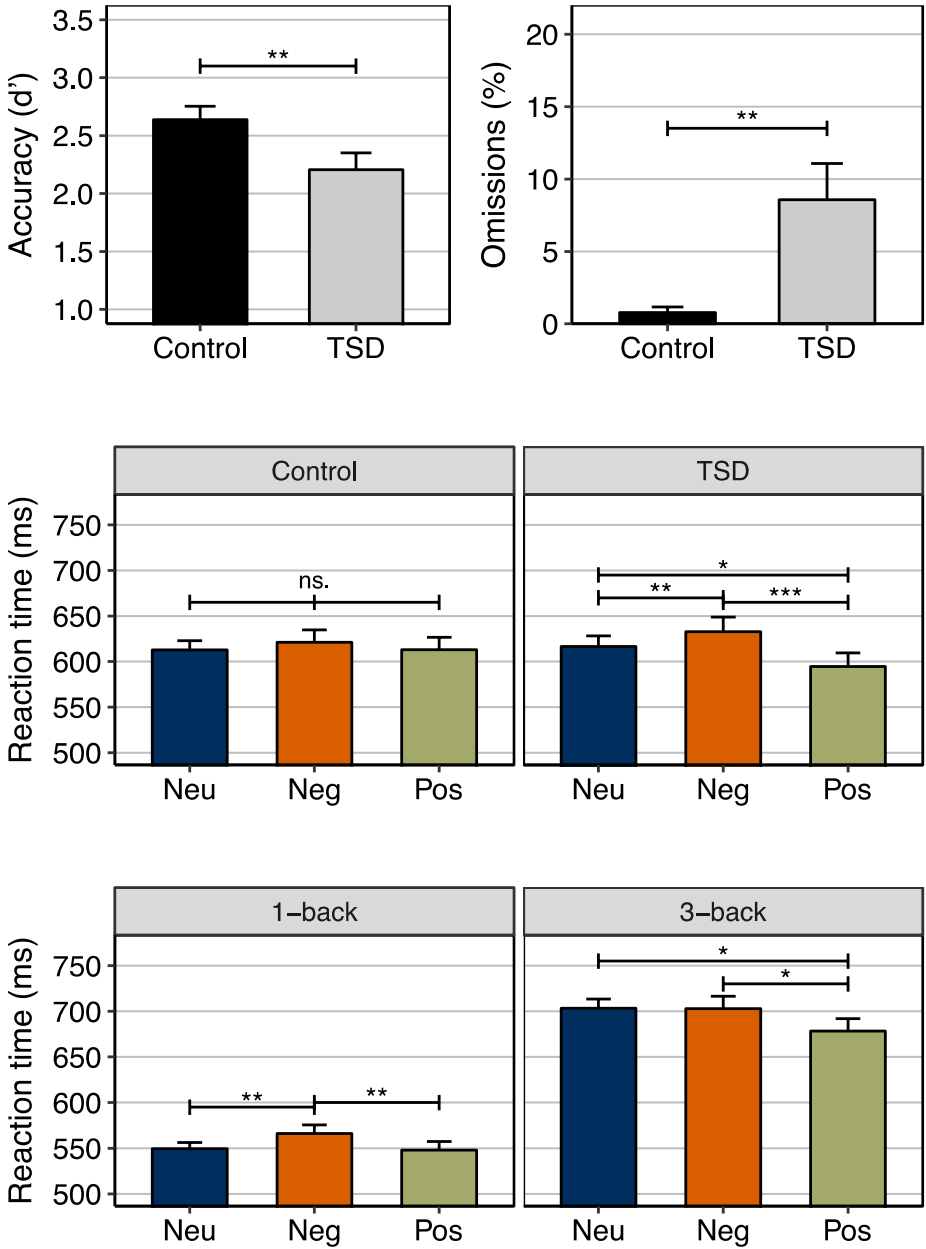 Accuracy (d')
3.5
3.0
2.5
2.0
1.5
1.0
**
Control TSD
Omissions (%)
20
15
10
5
0
**
Control TSD
Reaction time (ms)
Control
TSD
750
700
650
600
550
500
ns.
*
** ***
Neu Neg Pos
Neu Neg Pos
Reaction time (ms)
1−back
3−back
750
700
650
600
550
500
** **
*
*
Neu Neg Pos
Neu Neg Pos